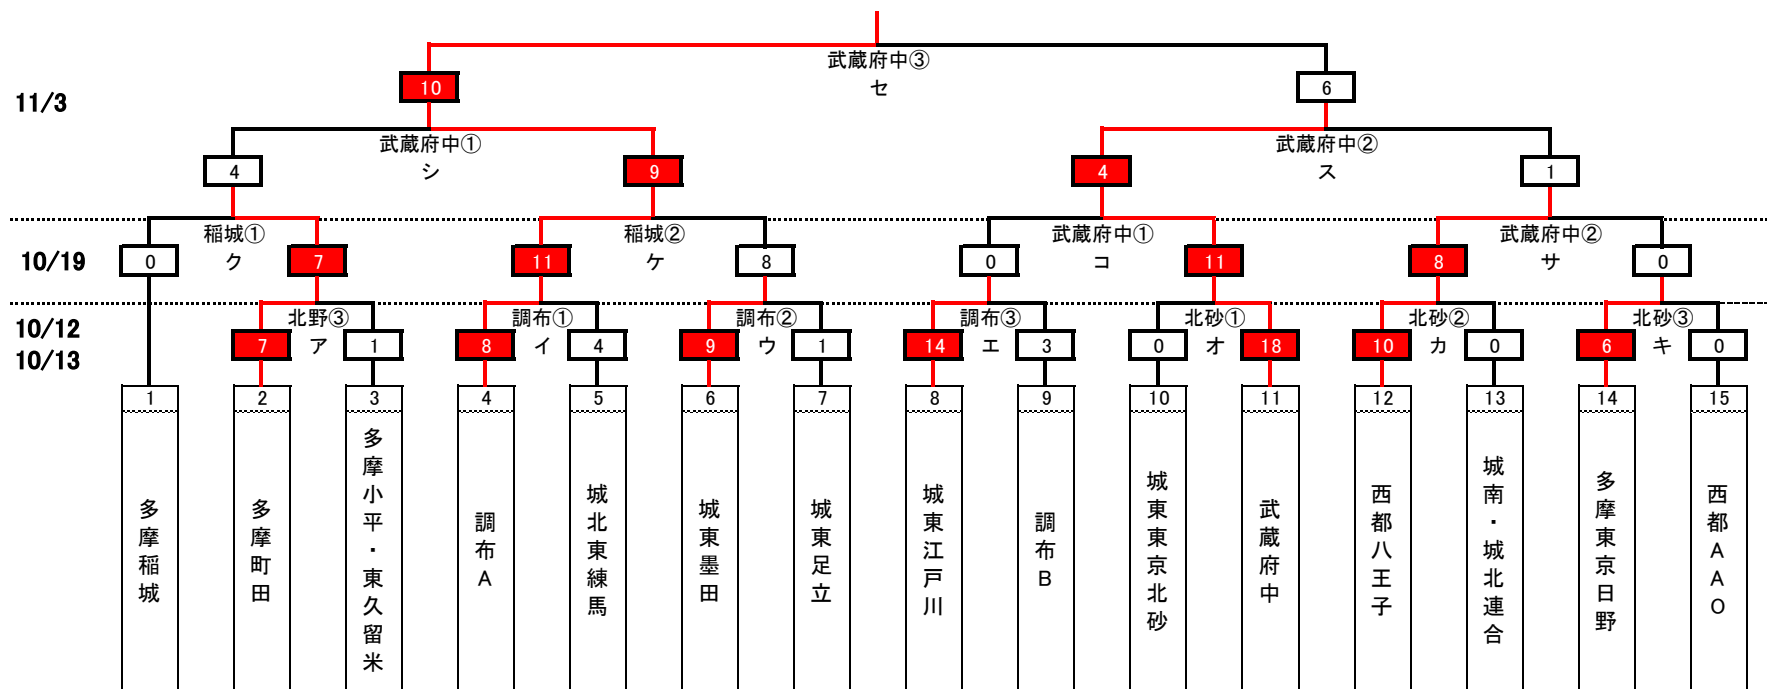 武蔵府中③
セ
11/3
10
6
武蔵府中①
シ
武蔵府中②
ス
4
9
4
1
稲城①
ク
稲城②
ケ
武蔵府中①
コ
武蔵府中②
サ
10/19
0
7
11
8
0
11
8
0
10/12
10/13
北野③
ア
調布①
イ
調布②
ウ
調布③
エ
北砂①
オ
北砂②
カ
北砂③
キ
7
1
8
4
9
1
14
3
0
18
10
0
6
0
1
2
3
4
5
6
7
8
9
10
11
12
13
14
15
多摩稲城
多摩町田
多摩小平・東久留米
調布A
城北東練馬
城東墨田
城東足立
城東江戸川
調布B
城東東京北砂
武蔵府中
西都八王子
城南・城北連合
多摩東京日野
西都AAO